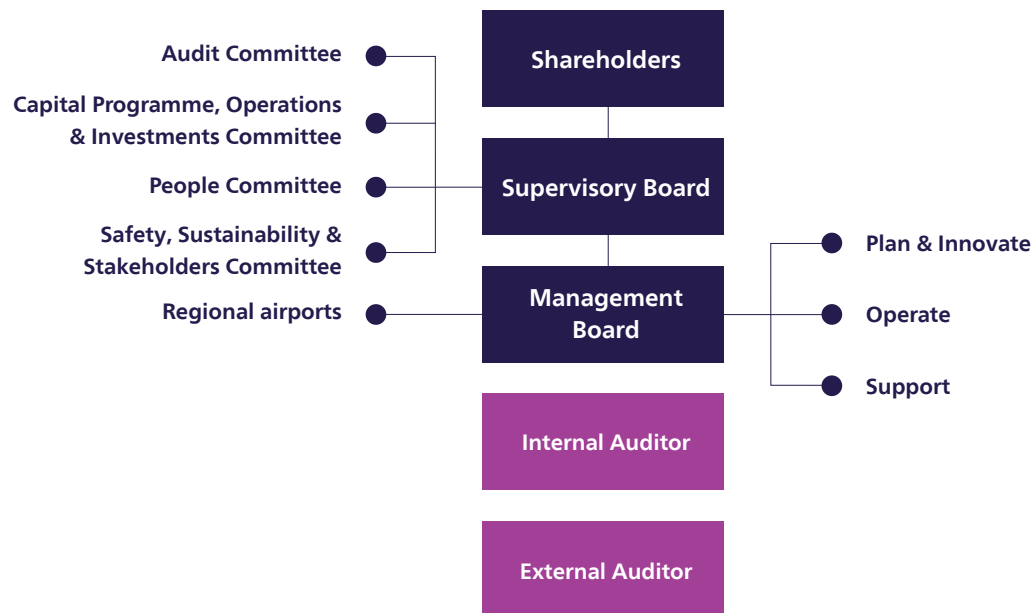 Audit Committee
Capital Programme, Operations
& Investments Committee
People Committee
Safety, Sustainability &
Stakeholders Committee
Regional airports
Shareholders
Supervisory Board
Management
Board
Internal Auditor
External Auditor
Plan & Innovate
Operate
Support